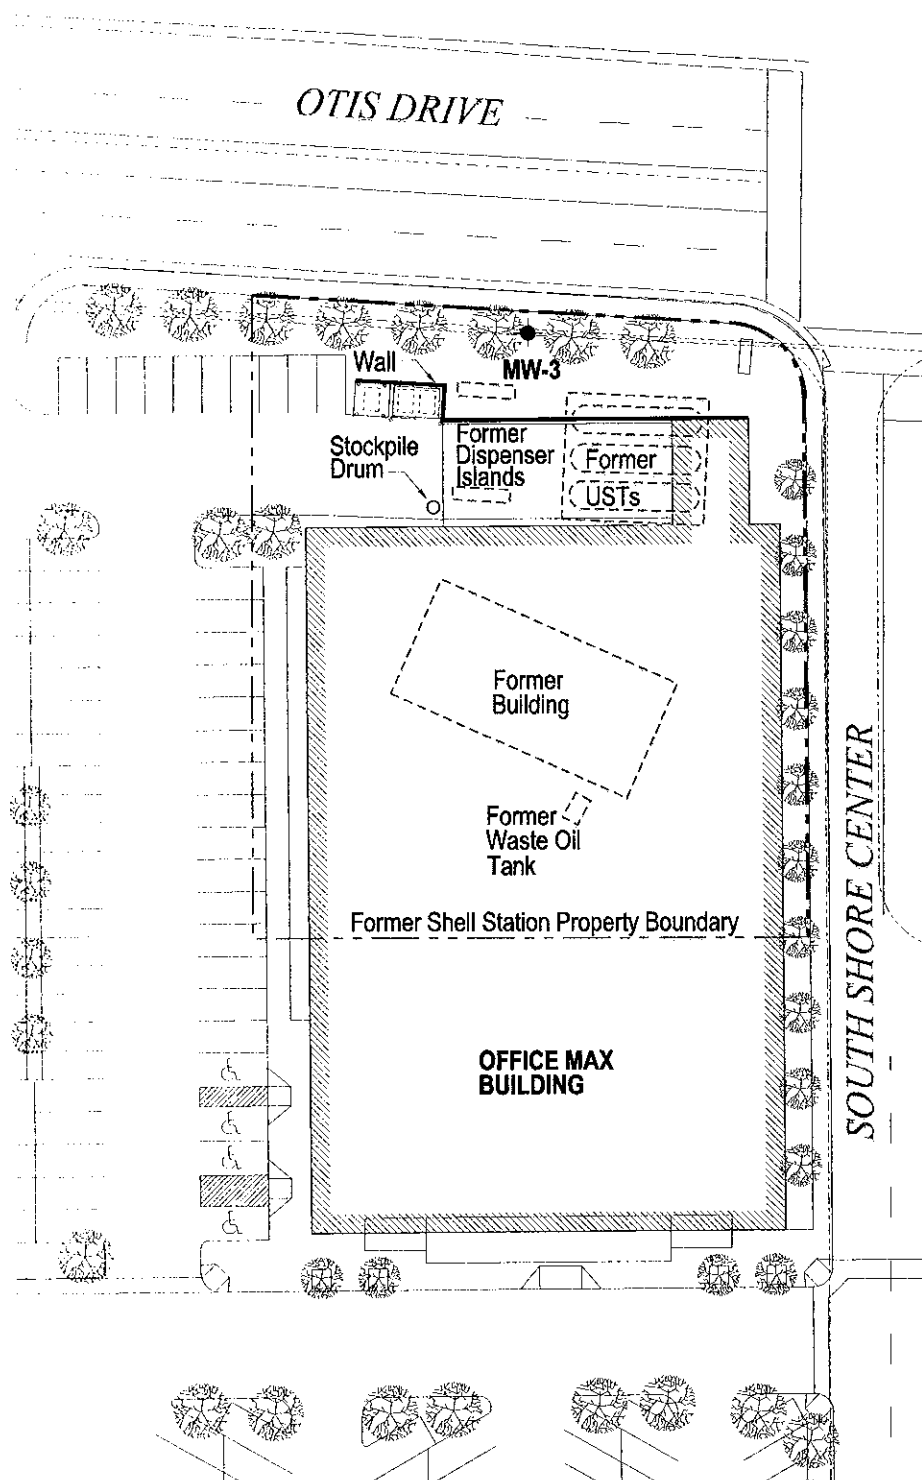 OTIS DRIVE
Wall
MW-3
Stockpile
Drum
Former
Dispenser
Islands
Former
USTs
Former
Building
Former
Waste Oil
Tank
Former Shell Station Property Boundary
SOUTH SHORE CENTER
OFFICE MAX
BUILDING